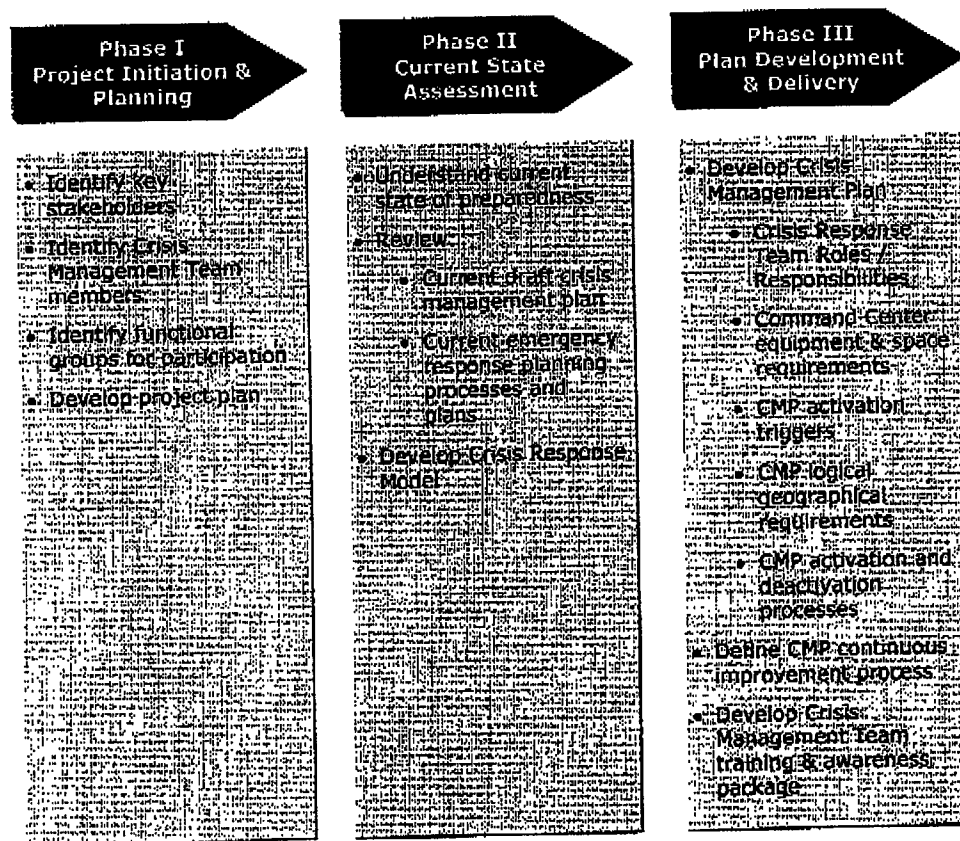 Phase I
Project Initiation &
Planning
• Identify key
stakeholders
• Identify Crisis
Management Team
members
• Identify functional
groups for participation
• Develop project plan
Phase II
Current State
Assessment
• Understand current
state of preparedness
• Review:
• Current draft crisis
management plan
• Current emergency
response planning
processes and
plans
• Develop Crisis Response
Model
Phase III
Plan Development
& Delivery
• Develop Crisis
Management Plan
• Crisis Response
Team Roles /
Responsibilities
• Command Center
equipment & space
requirements
• CMP activation
triggers
• CMP logical
geographical
requirements
• CMP activation and
deactivation
processes
• Define CMP continuous
improvement process
• Develop Crisis
Management Team
training & awareness
package